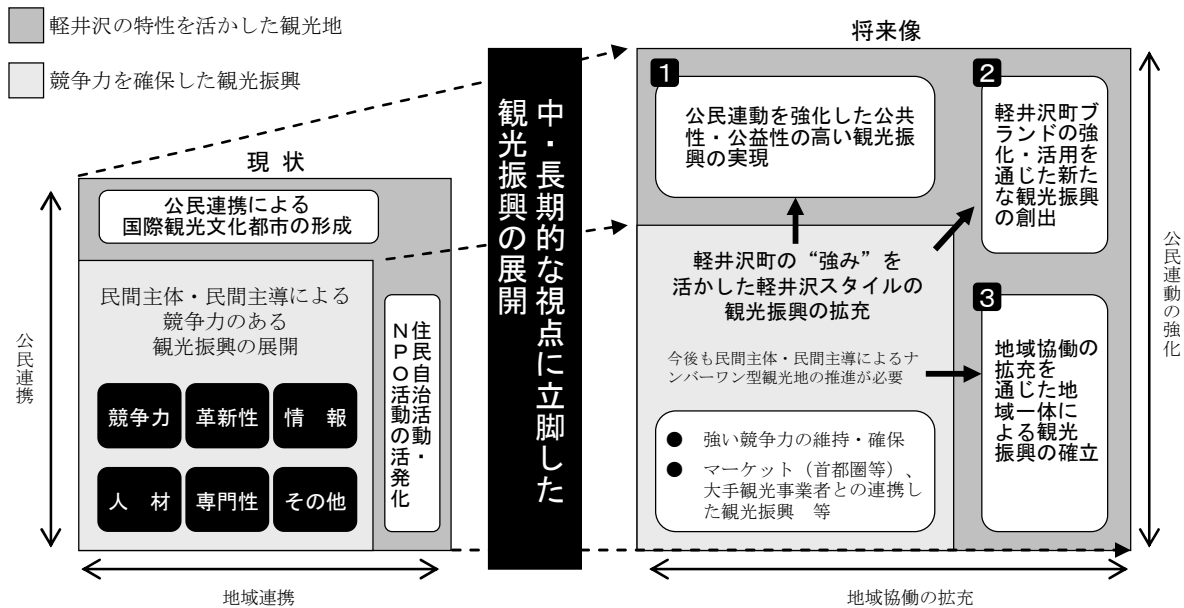 軽井沢の特性を活かした観光地
競争力を確保した観光振興
現 状
公民連携による
国際観光文化都市の形成
民間主体・民間主導による
競争力のある
観光振興の展開
競争力
革新性
情 報
人 材
専門性
その他
住民自治活動・
NPO活動の活発化
公民連携
地域連携
中・長期的な視点に立脚した
観光振興の展開
将来像
1
公民連動を強化した公共
性・公益性の高い観光振
興の実現
2
軽井沢町ブ
ランドの強
化・活用を
通じた新た
な観光振興
の創出
軽井沢町の“強み”を
活かした軽井沢スタイルの
観光振興の拡充
今後も民間主体・民間主導によるナ
ンバーワン型観光地の推進が必要
3
地域協働の
拡充を
通じた地
域一体に
よる観光
振興の確立
● 強い競争力の維持・確保
● マーケット（首都圏等）、
大手観光事業者との連携し
た観光振興 等
公民連動の強化
地域協働の拡充